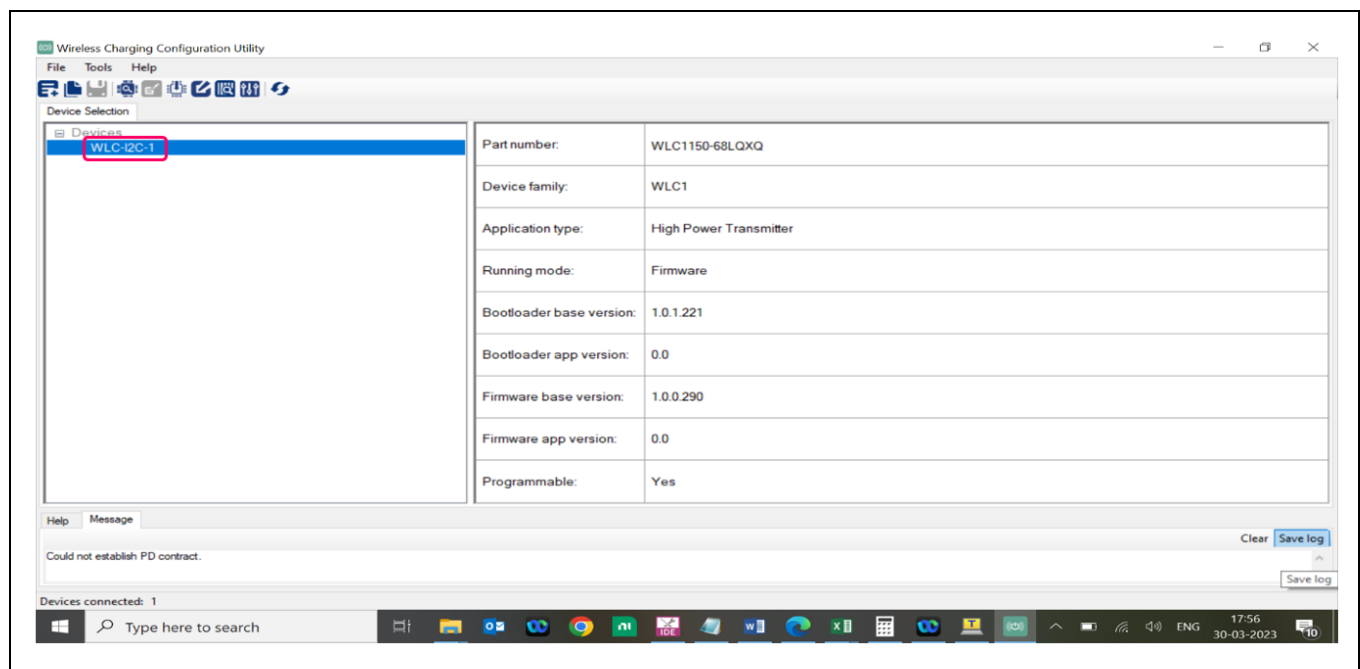 Wireless Charging Configuration Utility
File Tools Help
Device Selection
Devices
WLC-I2C-1
Part number: WLC1150-68LQXQ
Device family: WLC1
Application type: High Power Transmitter
Running mode: Firmware
Bootloader base version: 1.0.1.221
Bootloader app version: 0.0
Firmware base version: 1.0.0.290
Firmware app version: 0.0
Programmable: Yes
Help Message
Clear Save log
Could not establish PD contract.
Save log
Devices connected: 1
Type here to search
ENG
17:56
30-03-2023
10